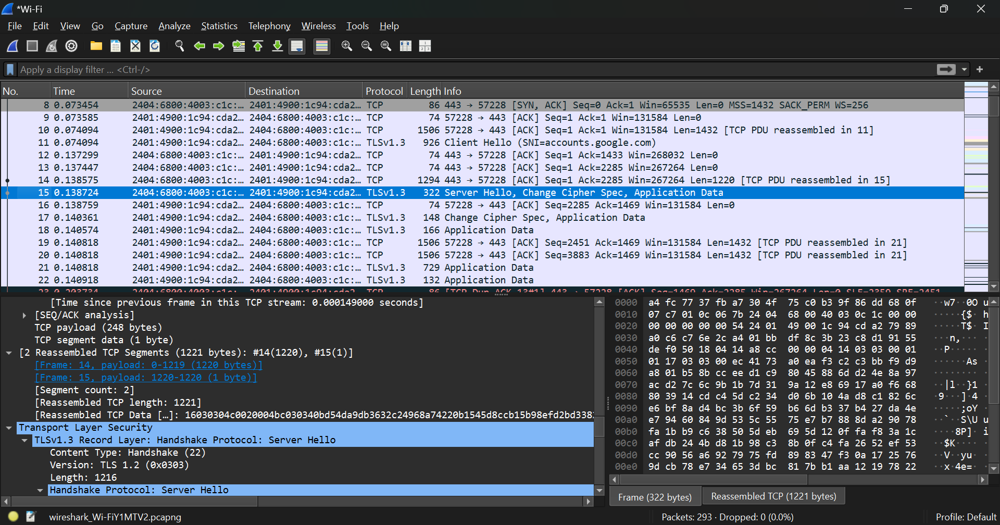 *Wi-Fi
File Edit View Go Capture Analyze Statistics Telephony Wireless Tools Help
Apply a display filter ... <Ctrl-/>
No. Time Source Destination Protocol Length Info
8 0.073454 2404:6800:4003:c1c:… 2401:4900:1c94:cda2… TCP 86 443 → 57228 [SYN, ACK] Seq=0 Ack=1 Win=65535 Len=0 MSS=1432 SACK_PERM WS=256
9 0.073585 2401:4900:1c94:cda2… 2404:6800:4003:c1c:… TCP 74 57228 → 443 [ACK] Seq=1 Ack=1 Win=131584 Len=0
10 0.074094 2401:4900:1c94:cda2… 2404:6800:4003:c1c:… TCP 1506 57228 → 443 [ACK] Seq=1 Ack=1 Win=131584 Len=1432 [TCP PDU reassembled in 11]
11 0.074094 2401:4900:1c94:cda2… 2404:6800:4003:c1c:… TLSv1.3 926 Client Hello (SNI=accounts.google.com)
12 0.137299 2404:6800:4003:c1c:… 2401:4900:1c94:cda2… TCP 74 443 → 57228 [ACK] Seq=1 Ack=1433 Win=268032 Len=0
13 0.137447 2404:6800:4003:c1c:… 2401:4900:1c94:cda2… TCP 74 443 → 57228 [ACK] Seq=1 Ack=2285 Win=267264 Len=0
14 0.138575 2404:6800:4003:c1c:… 2401:4900:1c94:cda2… TCP 1294 443 → 57228 [ACK] Seq=1 Ack=2285 Win=267264 Len=1220 [TCP PDU reassembled in 15]
15 0.138724 2404:6800:4003:c1c:… 2401:4900:1c94:cda2… TLSv1.3 322 Server Hello, Change Cipher Spec, Application Data
16 0.138759 2401:4900:1c94:cda2… 2404:6800:4003:c1c:… TCP 74 57228 → 443 [ACK] Seq=2285 Ack=1469 Win=131584 Len=0
17 0.140361 2401:4900:1c94:cda2… 2404:6800:4003:c1c:… TLSv1.3 148 Change Cipher Spec, Application Data
18 0.140574 2401:4900:1c94:cda2… 2404:6800:4003:c1c:… TLSv1.3 166 Application Data
19 0.140818 2401:4900:1c94:cda2… 2404:6800:4003:c1c:… TCP 1506 57228 → 443 [ACK] Seq=2451 Ack=1469 Win=131584 Len=1432 [TCP PDU reassembled in 21]
20 0.140818 2401:4900:1c94:cda2… 2404:6800:4003:c1c:… TCP 1506 57228 → 443 [ACK] Seq=3883 Ack=1469 Win=131584 Len=1432 [TCP PDU reassembled in 21]
21 0.140818 2401:4900:1c94:cda2… 2404:6800:4003:c1c:… TLSv1.3 729 Application Data
22 0.140918 2401:4900:1c94:cda2… 2404:6800:4003:c1c:… TLSv1.3 132 Application Data
23 0.203734 2404:6800:4003:c1c:… 2401:4900:1c94:cda2… TCP 86 [TCP Dup ACK 13#1] 443 → 57228 [ACK] Seq=1469 Ack=2285 Win=267264 Len=0 SLE=2359 SRE=2451
[Time since previous frame in this TCP stream: 0.000149000 seconds]
[SEQ/ACK analysis]
TCP payload (248 bytes)
TCP segment data (1 byte)
[2 Reassembled TCP Segments (1221 bytes): #14(1220), #15(1)]
[Frame: 14, payload: 0-1219 (1220 bytes)]
[Frame: 15, payload: 1220-1220 (1 byte)]
[Segment count: 2]
[Reassembled TCP length: 1221]
[Reassembled TCP Data […]: 16030304c0020004bc030340bd54da9db3632c24968a74220b1545d8ccb15b98efd2bd338
Transport Layer Security
TLSv1.3 Record Layer: Handshake Protocol: Server Hello
Content Type: Handshake (22)
Version: TLS 1.2 (0x0303)
Length: 1216
Handshake Protocol: Server Hello
0000 a4 fc 77 37 fb a7 30 4f 75 c0 b3 9f 86 dd 68 0f ··w7··0O u
0010 07 c7 01 0c 06 7b 24 04 68 00 40 03 0c 1c 00 00 ·····{$· h
0020 00 00 00 00 00 54 24 01 49 00 1c 94 cd a2 79 89 ·····T$· I
0030 a0 c6 c7 6e 2c a4 01 bb df 8c 3b 23 c8 d1 91 55 ···n,··· ·
0040 de f0 50 18 04 14 a8 cc 00 00 04 14 03 03 00 01 ··P····· ·
0050 01 17 03 03 00 ec 41 73 a0 ea f3 c2 c3 bb f9 d9 ······As ·
0060 a8 01 b5 8b cc ee d1 c9 80 45 88 6d d2 4e 8a 97 ········ ·
0070 ac d2 7c 6c 9b 1b 7d 31 9a 12 e8 69 17 a0 f6 68 ··|l··}1 ·
0080 80 39 14 cd c4 5d c2 34 d0 6b 10 4a d8 c1 82 6c ·9···]·4 ·
0090 e6 bf 8a d4 bc 3b 6f 59 b6 6d b3 37 b4 27 da 4e ·····;oY ·
00a0 e7 94 60 84 9d 53 5c 55 75 e7 b7 88 8d a2 90 78 ··`··S\U u
00b0 fa 1b b9 c6 38 50 5d eb 69 5d 12 0f fa f8 3a 1c ····8P]· i
00c0 af db 24 4b d8 1b 98 c3 8b 0f c4 fa 26 52 ef 53 ··$K···· ·
00d0 cc 90 56 a6 92 79 75 fd 89 83 47 f3 0a 17 25 76 ··V··yu· ·
00e0 9d cb 78 e7 34 65 3d bc 81 7b b1 aa 12 19 78 22 ··x·4e=· ·
Frame (322 bytes) Reassembled TCP (1221 bytes)
wireshark_Wi-FiY1MTV2.pcapng Packets: 293 · Dropped: 0 (0.0%) Profile: Default